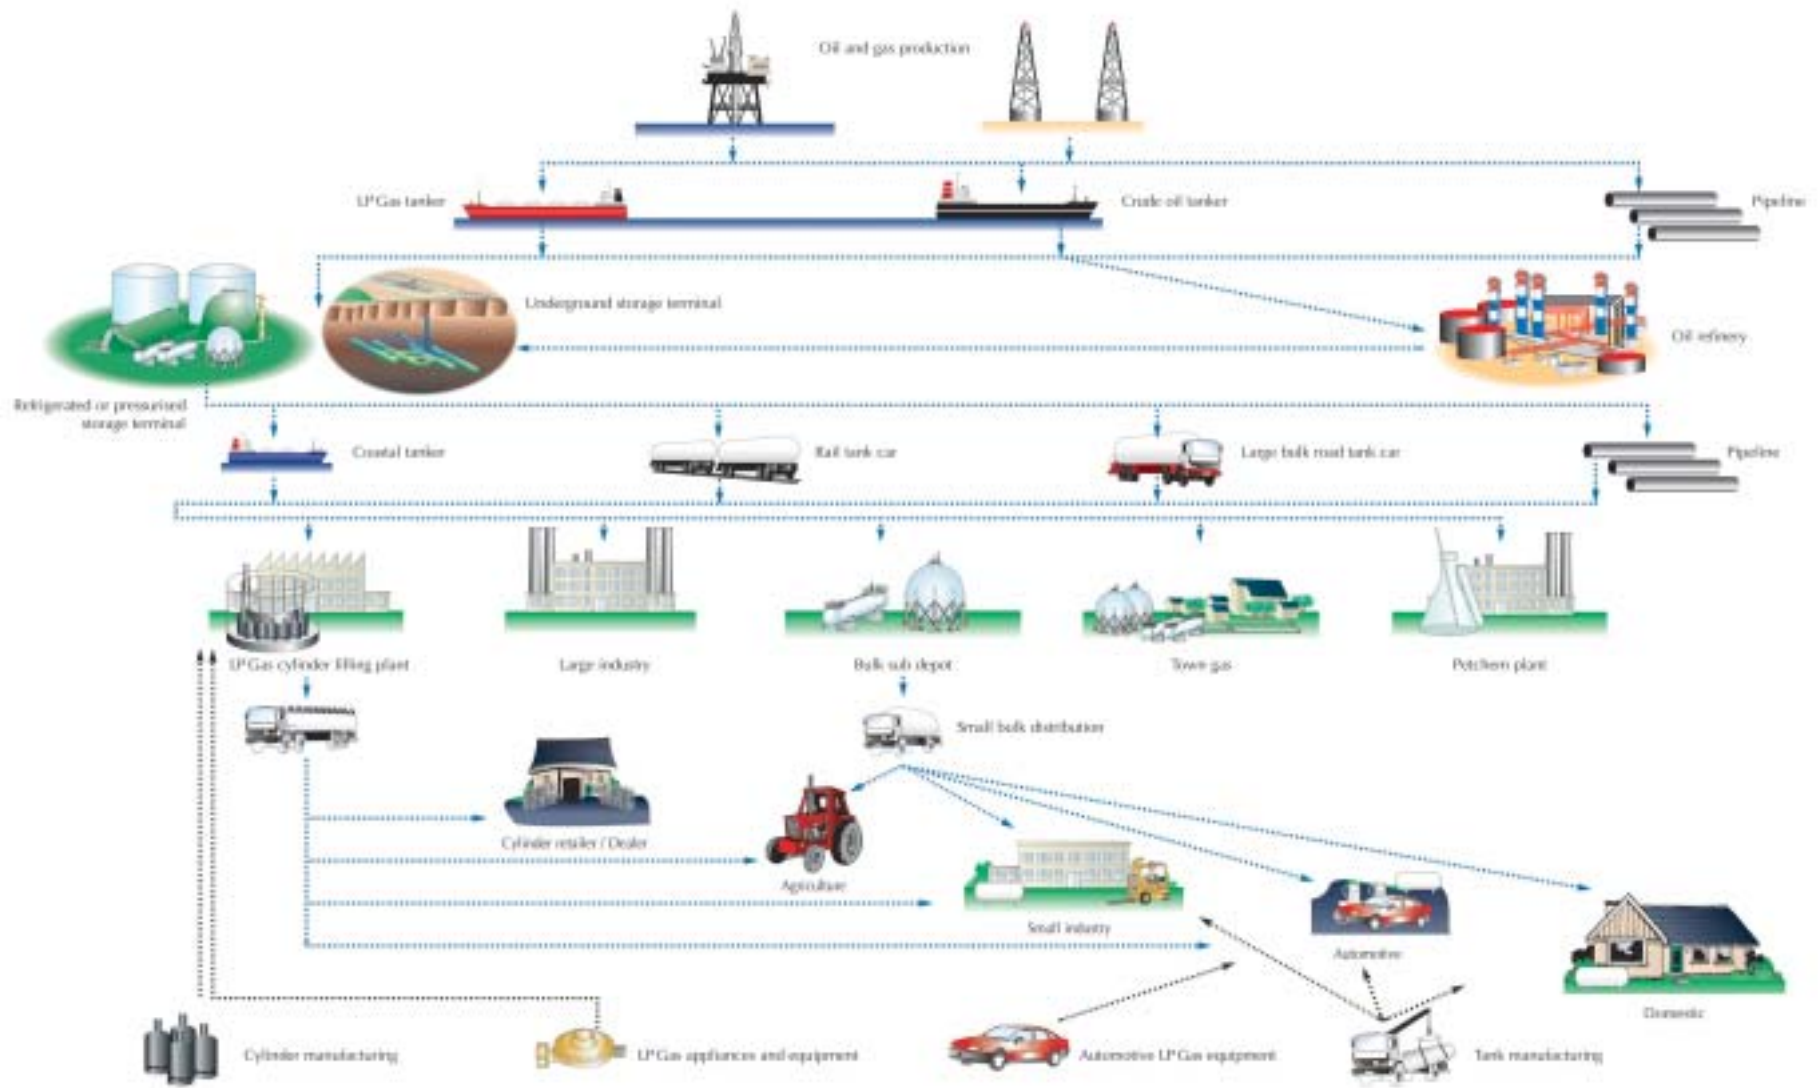 Oil and gas production
LP Gas tanker
Crude oil tanker
Pipeline
Underground storage terminal
Oil refinery
Refrigerated or pressurised
storage terminal
Coastal tanker
Rail tank car
Large bulk road tank car
Pipeline
LP Gas cylinder filling plant
Large industry
Bulk sub depot
Town gas
Petchem plant
Small bulk distribution
Cylinder retailer / Dealer
Agriculture
Small industry
Automotive
Domestic
Cylinder manufacturing
LP Gas appliances and equipment
Automotive LP Gas equipment
Tank manufacturing